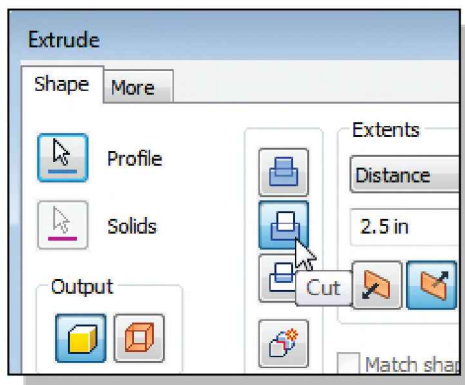 Extrude
Shape More
Profile
Solids
Output
Extents
Distance
2.5 in
Cut
Match shap